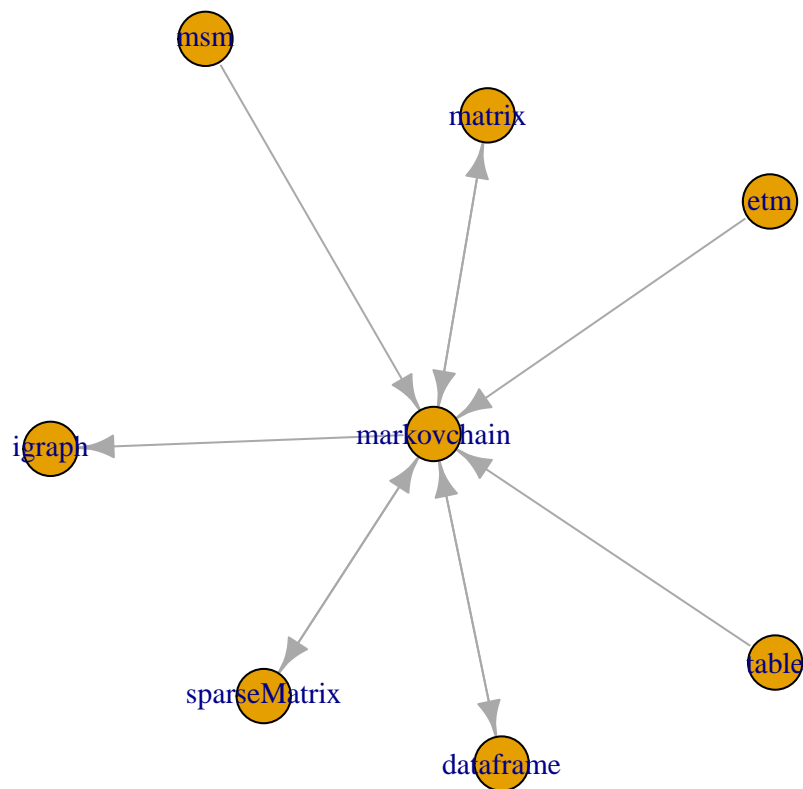 msm
matrix
etm
markovchain
igraph
table
sparseMatrix
dataframe